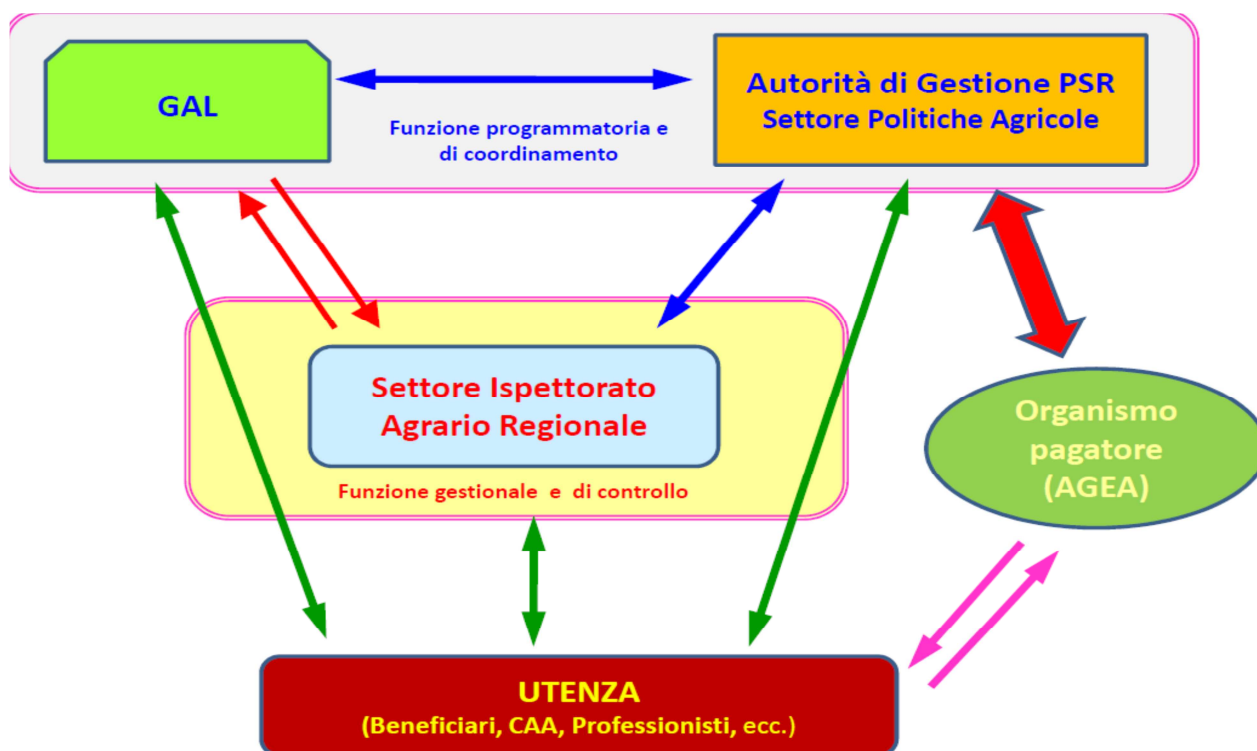 GAL
Autorità di Gestione PSR
Settore Politiche Agricole
Funzione programmatoria e
di coordinamento
Settore Ispettorato
Agrario Regionale
Funzione gestionale e di controllo
Organismo
pagatore
(AGEA)
UTENZA
(Beneficiari, CAA, Professionisti, ecc.)